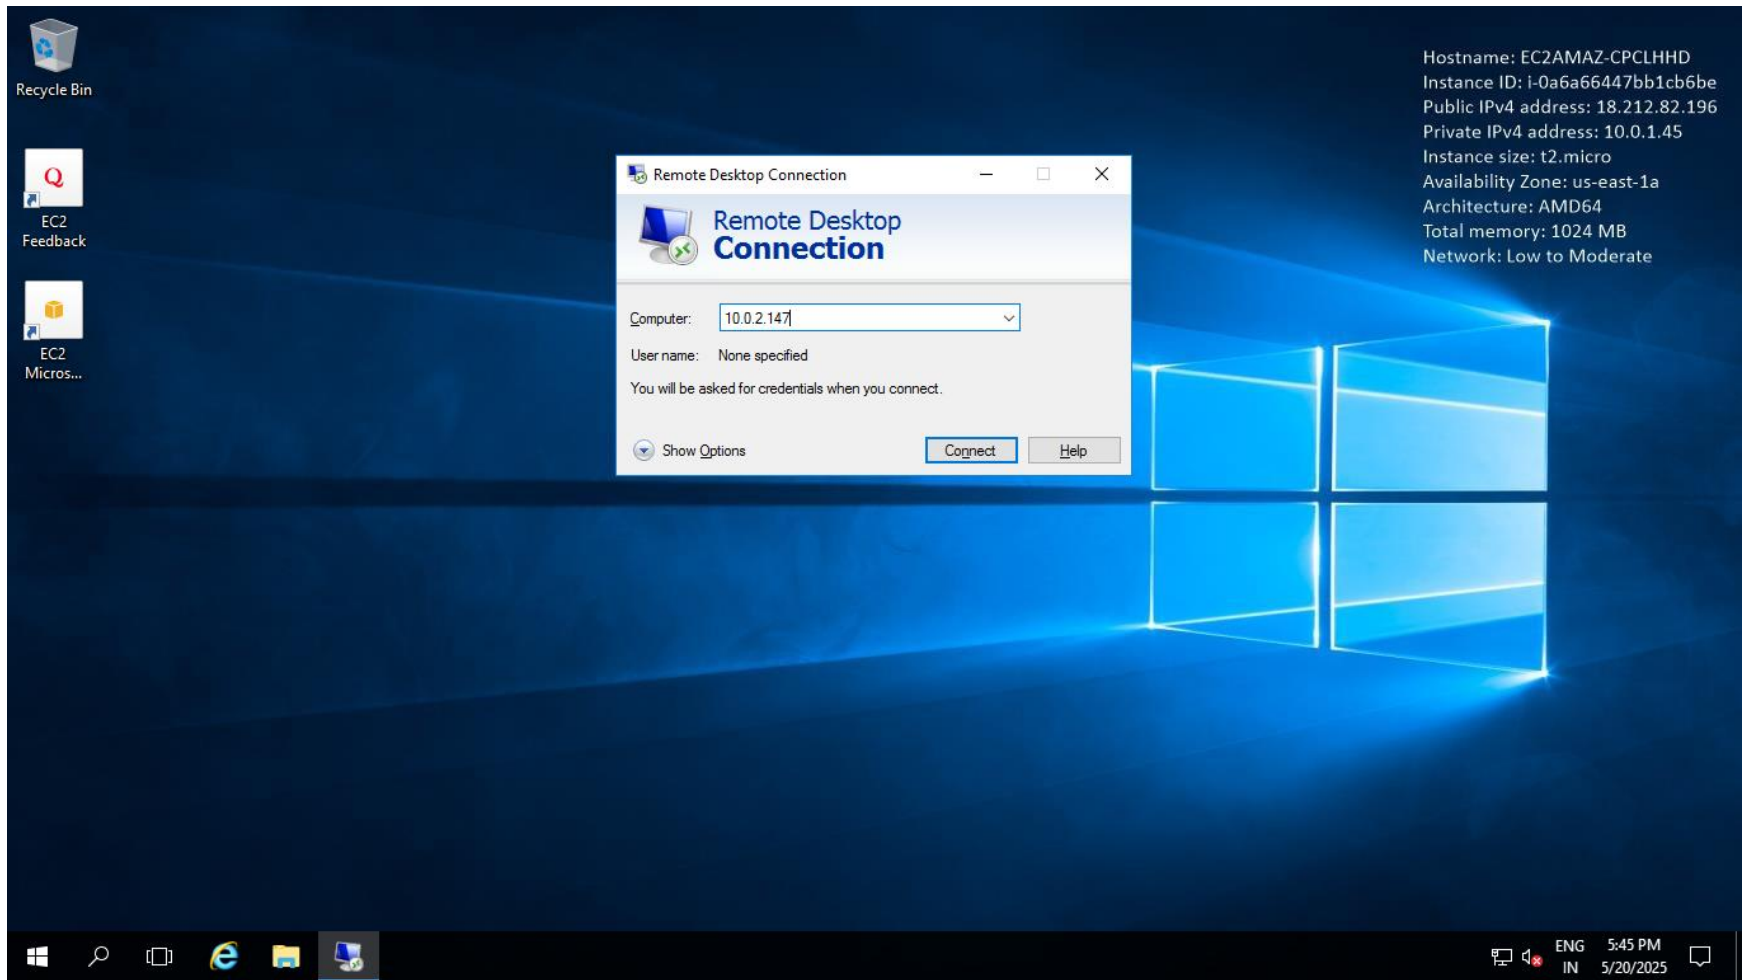 Recycle Bin
EC2
Feedback
EC2
Micros...
Hostname: EC2AMAZ-CPCLHHD
Instance ID: i-0a6a66447bb1cb6be
Public IPv4 address: 18.212.82.196
Private IPv4 address: 10.0.1.45
Instance size: t2.micro
Availability Zone: us-east-1a
Architecture: AMD64
Total memory: 1024 MB
Network: Low to Moderate
Remote Desktop Connection
Remote Desktop
Connection
Computer: 10.0.2.147
User name: None specified
You will be asked for credentials when you connect.
Show Options Connect Help
ENG 5:45 PM
IN 5/20/2025